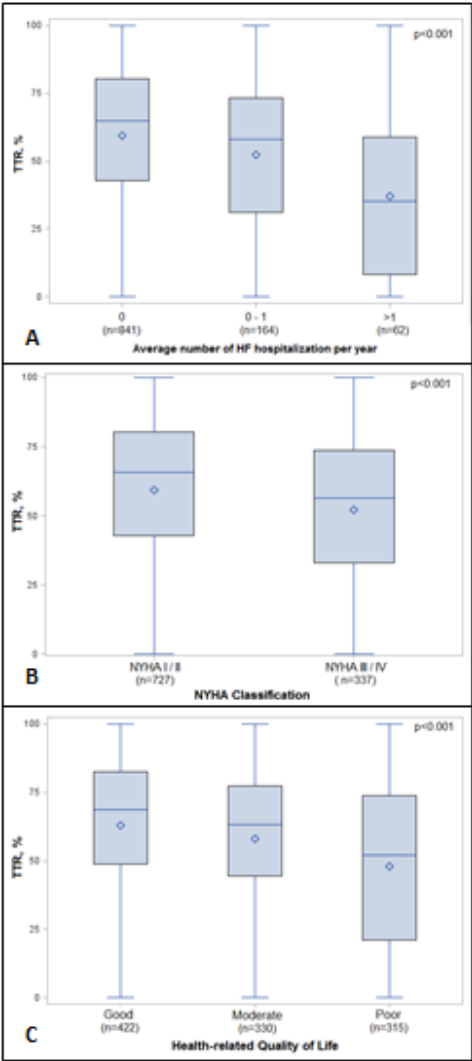 100
p<0.001
75
TTR, %
50
25
0
0 0 - 1 >1
(n=841) (n=164) (n=62)
A Average number of HF hospitalization per year
100
p<0.001
75
TTR, %
50
25
0
NYHA I / II NYHA III / IV
(n=727) ( n=337)
B NYHA Classification
100
p<0.001
75
TTR, %
50
25
0
Good Moderate Poor
(n=422) (n=330) (n=315)
C Health-related Quality of Life